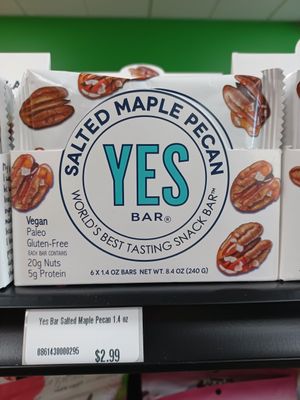 SALTED MAPLE PECAN
YES
BAR®
WORLD'S BEST TASTING SNACK BAR™
Vegan
Paleo
Gluten-Free
EACH BAR CONTAINS
20g Nuts
5g Protein
6 X 1.4 OZ BARS NET WT. 8.4 OZ (240 G)
Yes Bar Salted Maple Pecan 1.4 oz
0861430000295
$2.99